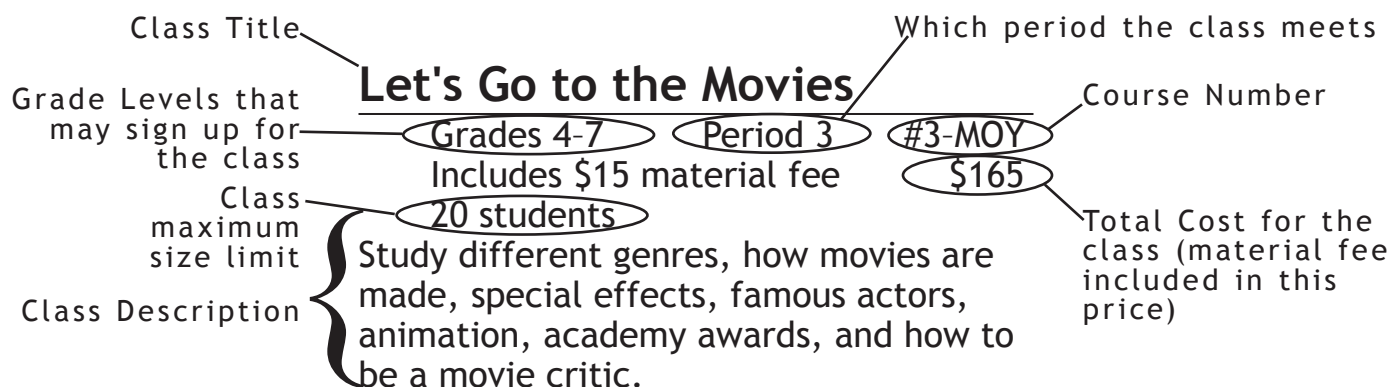 Class Title
Which period the class meets
Let's Go to the Movies
Grade Levels that
may sign up for
the class
Course Number
Grades 4-7 Period 3 #3-MOY
Includes $15 material fee $165
Class
maximum
size limit
20 students
Total Cost for the
class (material fee
included in this
price)
Class Description
Study different genres, how movies are
made, special effects, famous actors,
animation, academy awards, and how to
be a movie critic.